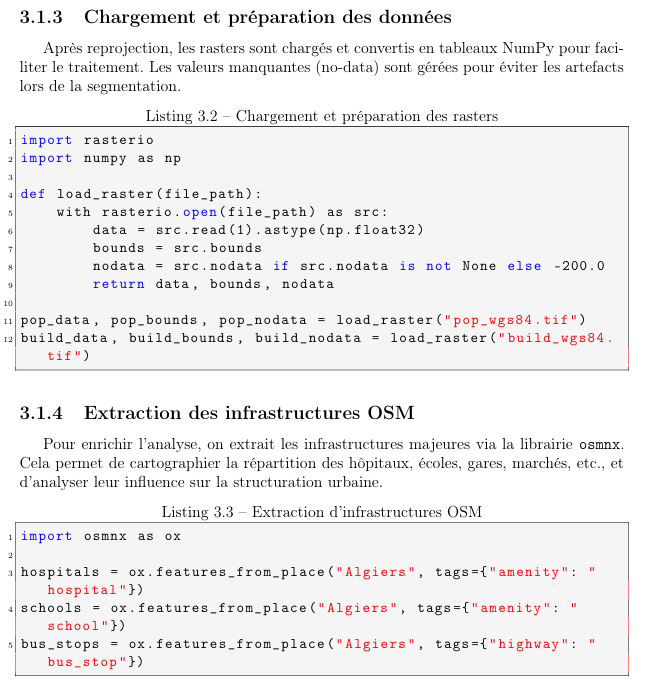 3.1.3 Chargement et préparation des données
Après reprojection, les rasters sont chargés et convertis en tableaux NumPy pour faci-
liter le traitement. Les valeurs manquantes (no-data) sont gérées pour éviter les artefacts
lors de la segmentation.
Listing 3.2 – Chargement et préparation des rasters
1 import rasterio
2 import numpy as np
3
4 def load_raster(file_path):
5     with rasterio.open(file_path) as src:
6         data = src.read(1).astype(np.float32)
7         bounds = src.bounds
8         nodata = src.nodata if src.nodata is not None else -200.0
9         return data, bounds, nodata
10
11 pop_data, pop_bounds, pop_nodata = load_raster("pop_wgs84.tif")
12 build_data, build_bounds, build_nodata = load_raster("build_wgs84.
tif")
3.1.4 Extraction des infrastructures OSM
Pour enrichir l'analyse, on extrait les infrastructures majeures via la librairie osmnx.
Cela permet de cartographier la répartition des hôpitaux, écoles, gares, marchés, etc., et
d'analyser leur influence sur la structuration urbaine.
Listing 3.3 – Extraction d'infrastructures OSM
1 import osmnx as ox
2
3 hospitals = ox.features_from_place("Algiers", tags={"amenity": "
hospital"})
4 schools = ox.features_from_place("Algiers", tags={"amenity": "
school"})
5 bus_stops = ox.features_from_place("Algiers", tags={"highway": "
bus_stop"})